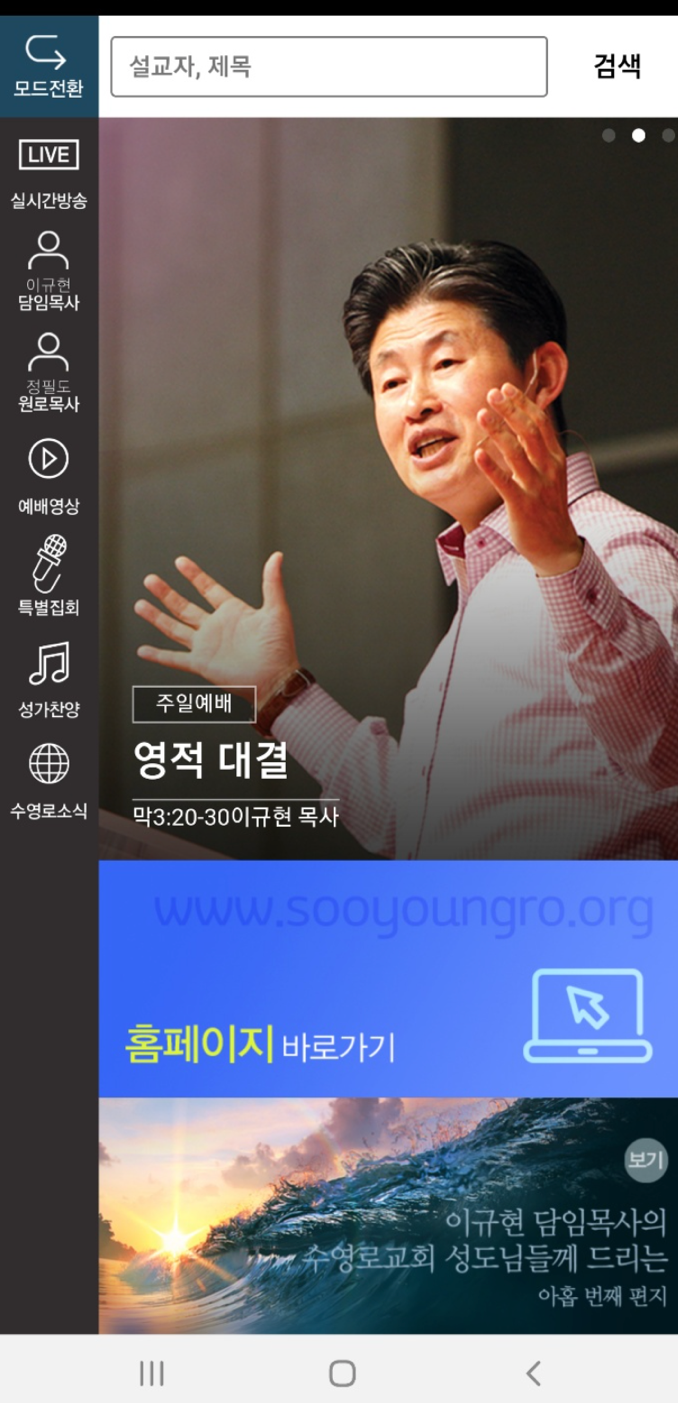 모드전환
설교자, 제목
검색
LIVE
실시간방송
이규현
담임목사
정필도
원로목사
예배영상
특별집회
성가찬양
수영로소식
주일예배
영적 대결
막3:20-30이규현 목사
www.sooyoungro.org
홈페이지 바로가기
보기
이규현 담임목사의
수영로교회 성도님들께 드리는
아홉 번째 편지